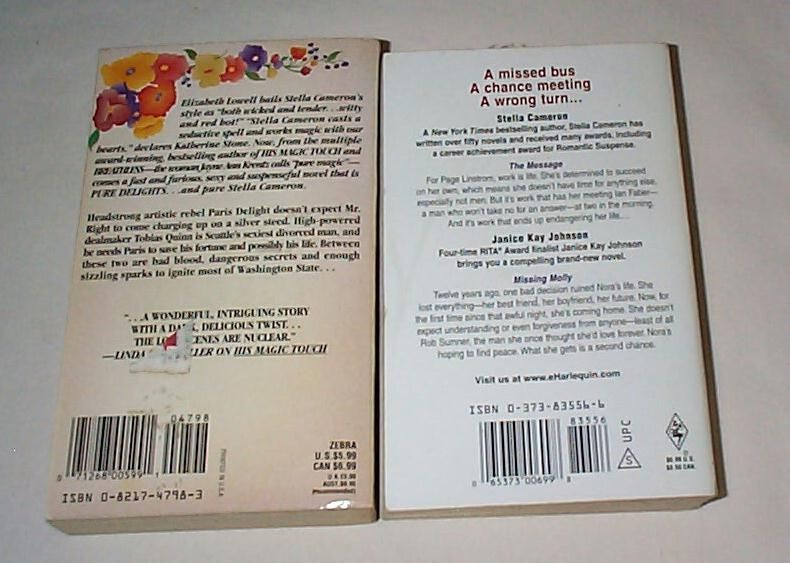 Elizabeth Lowell hails Stella Cameron's
style as "both wicked and tender. . .witty
and red hot!" "Stella Cameron casts a
seductive spell and works magic with our
hearts," declares Katherine Stone. Now, from the multiple
award-winning, bestselling author of HIS MAGIC TOUCH and
BREATHLESS—the woman Jayne Ann Krentz calls "pure magic"—
comes a fast and furious, sexy and suspenseful novel that is
PURE DELIGHTS. . .and pure Stella Cameron.
Headstrong artistic rebel Paris Delight doesn't expect Mr.
Right to come charging up on a silver steed. High-powered
dealmaker Tobias Quinn is Seattle's sexiest divorced man, and
he needs Paris to save his fortune and possibly his life. Between
these two are bad blood, dangerous secrets and enough
sizzling sparks to ignite most of Washington State. . .
". . .A WONDERFUL, INTRIGUING STORY
WITH A DARK, DELICIOUS TWIST. . .
THE SCENES ARE NUCLEAR."
—LINDA ON HIS MAGIC TOUCH
04798
0 71268 00599 1
ISBN 0-8217-4798-3
PRINTED IN U.S.A.
ZEBRA
U.S. $5.99
CAN $6.99
A missed bus
A chance meeting
A wrong turn...
Stella Cameron
A New York Times bestselling author, Stella Cameron has
written over fifty novels and received many awards, including
a career achievement award for Romantic Suspense.
The Message
For Page Linstrom, work is life. She's determined to succeed
on her own, which means she doesn't have time for anything else,
especially not men. But it's work that has her meeting Ian Faber—
a man who won't take no for an answer—at two in the morning.
And it's work that ends up endangering her life....
Janice Kay Johnson
Four-time RITA® Award finalist Janice Kay Johnson
brings you a compelling brand-new novel.
Missing Molly
Twelve years ago, one bad decision ruined Nora's life. She
lost everything—her best friend, her boyfriend, her future. Now, for
the first time since that awful night, she's coming home. She doesn't
expect understanding or even forgiveness from anyone—least of all
Rob Sumner, the man she once thought she'd love forever. Nora's
hoping to find peace. What she gets is a second chance.
Visit us at www.eHarlequin.com
ISBN 0-373-83556-6
83556
0 65373 00699 8
S UPC
$6.99 U.S.